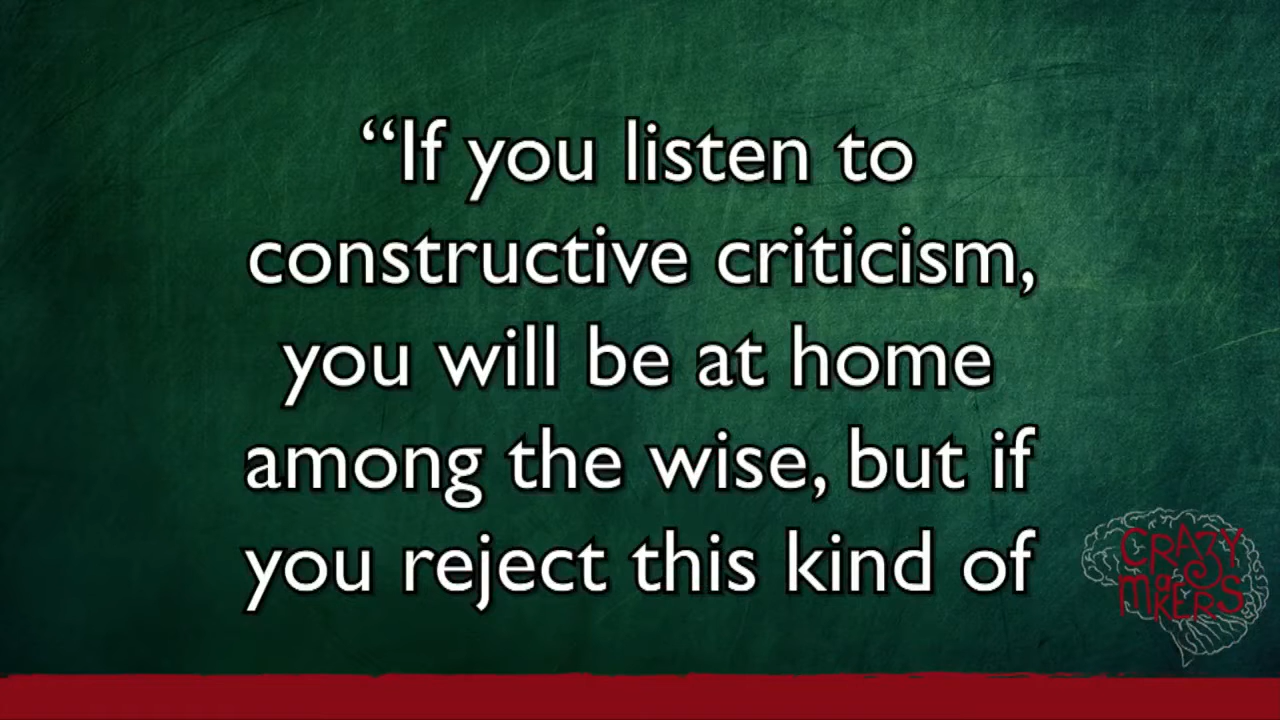 “If you listen to
constructive criticism,
you will be at home
among the wise, but if
you reject this kind of
CRAZY
MaKERS